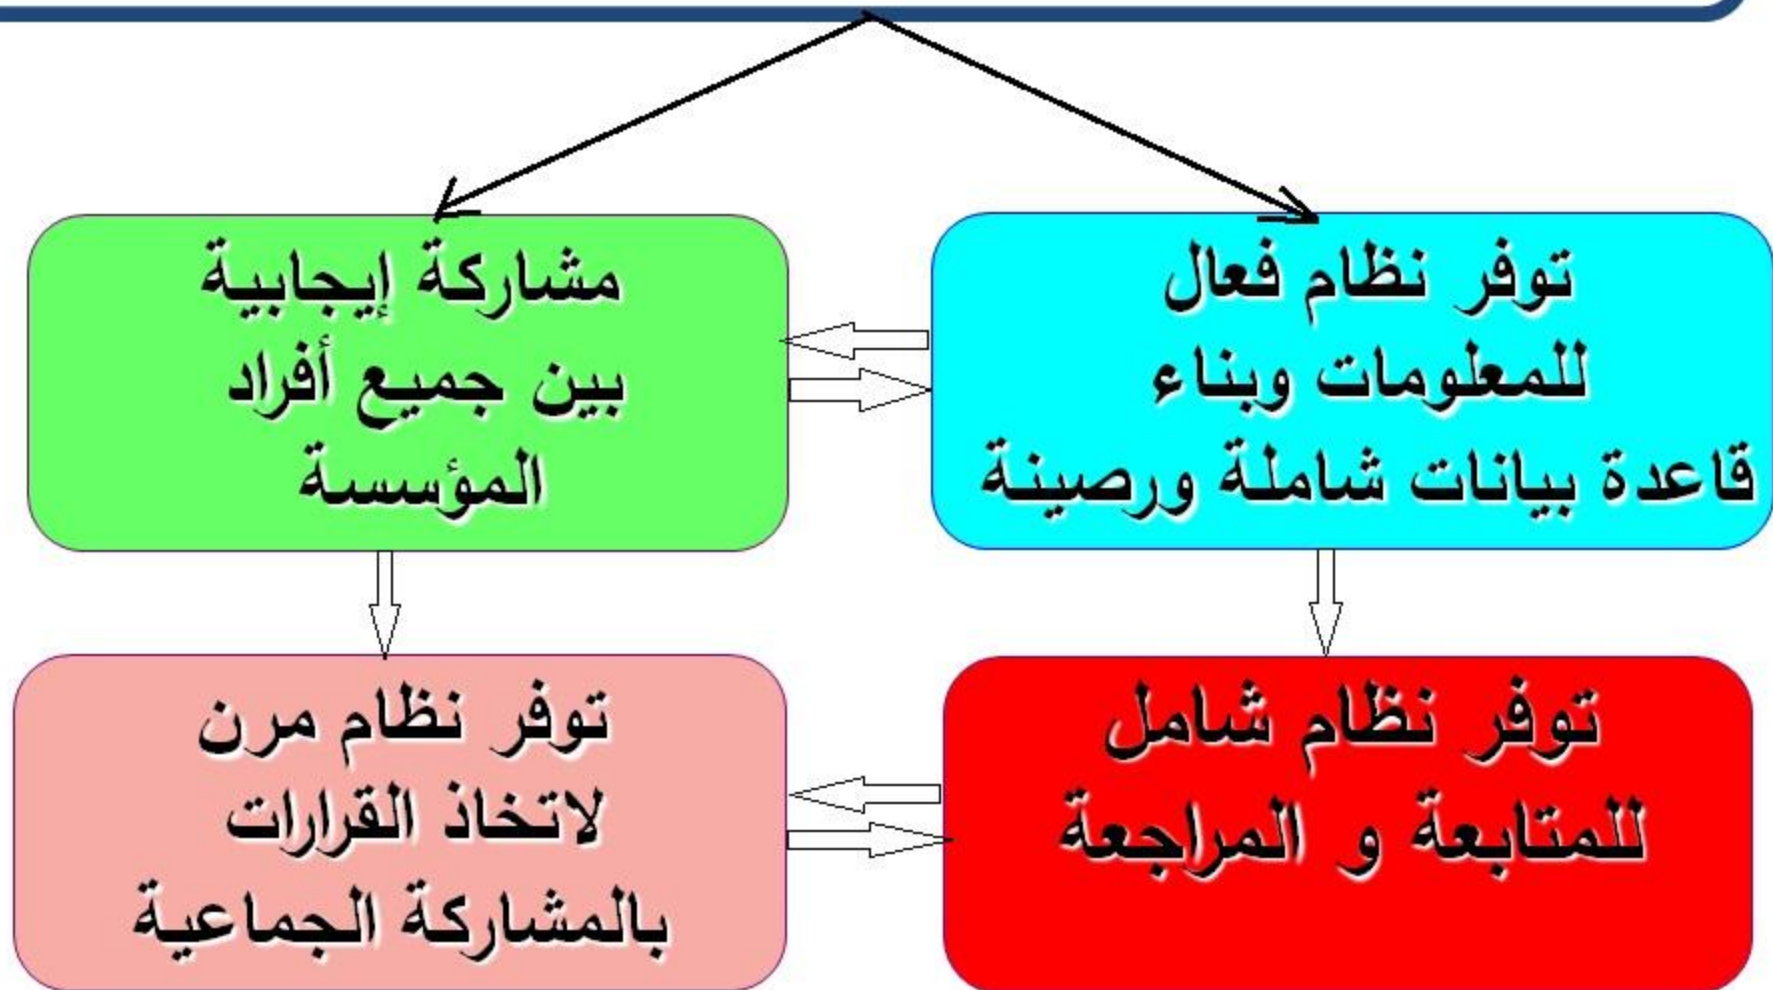 توفر نظام فعال
للمعلومات وبناء
قاعدة بيانات شاملة ورصينة
مشاركة إيجابية
بين جميع أفراد
المؤسسة
توفر نظام شامل
للمتابعة و المراجعة
توفر نظام مرن
لاتخاذ القرارات
بالمشاركة الجماعية